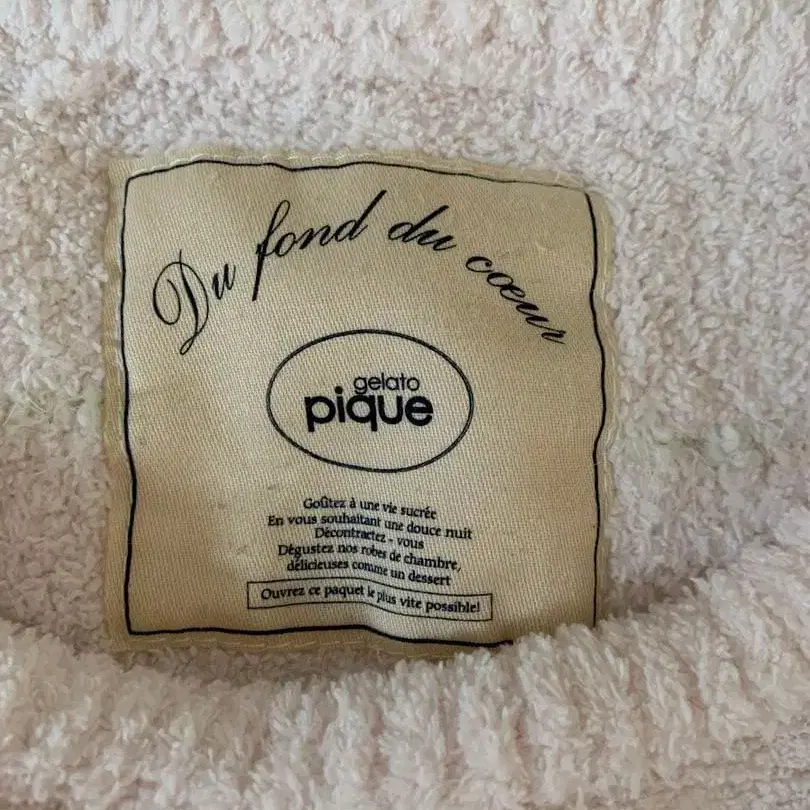 Du fond du cœur
gelato
pique
Goûtez à une vie sucrée
En vous souhaitant une douce nuit
Décontractez - vous
Dégustez nos robes de chambre,
délicieuses comme un dessert
Ouvrez ce paquet le plus vite possible!